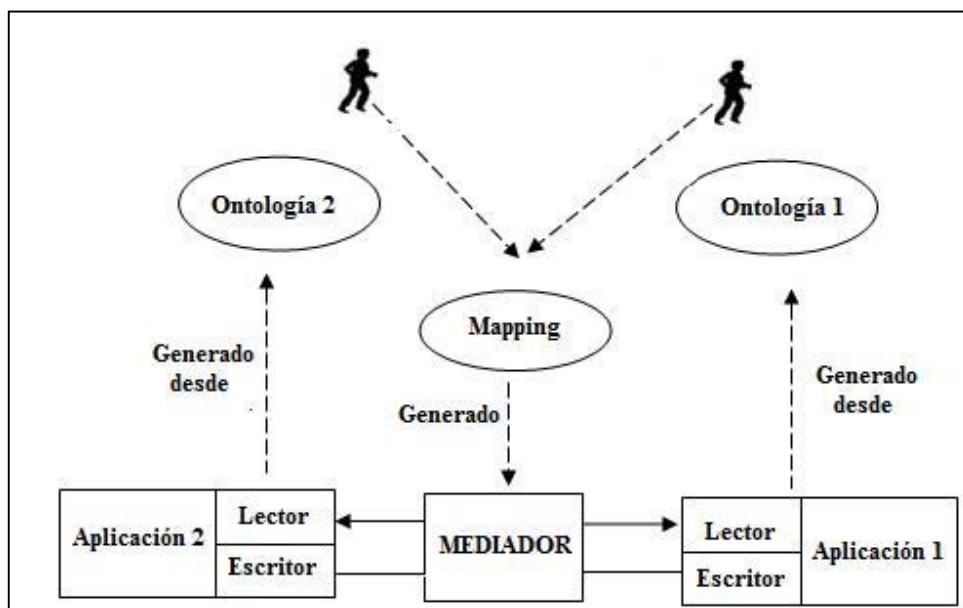 Ontología 2
Ontología 1
Mapping
Generado
desde
Generado
Generado
desde
Aplicación 2
Lector
Escritor
MEDIADOR
Lector
Escritor
Aplicación 1